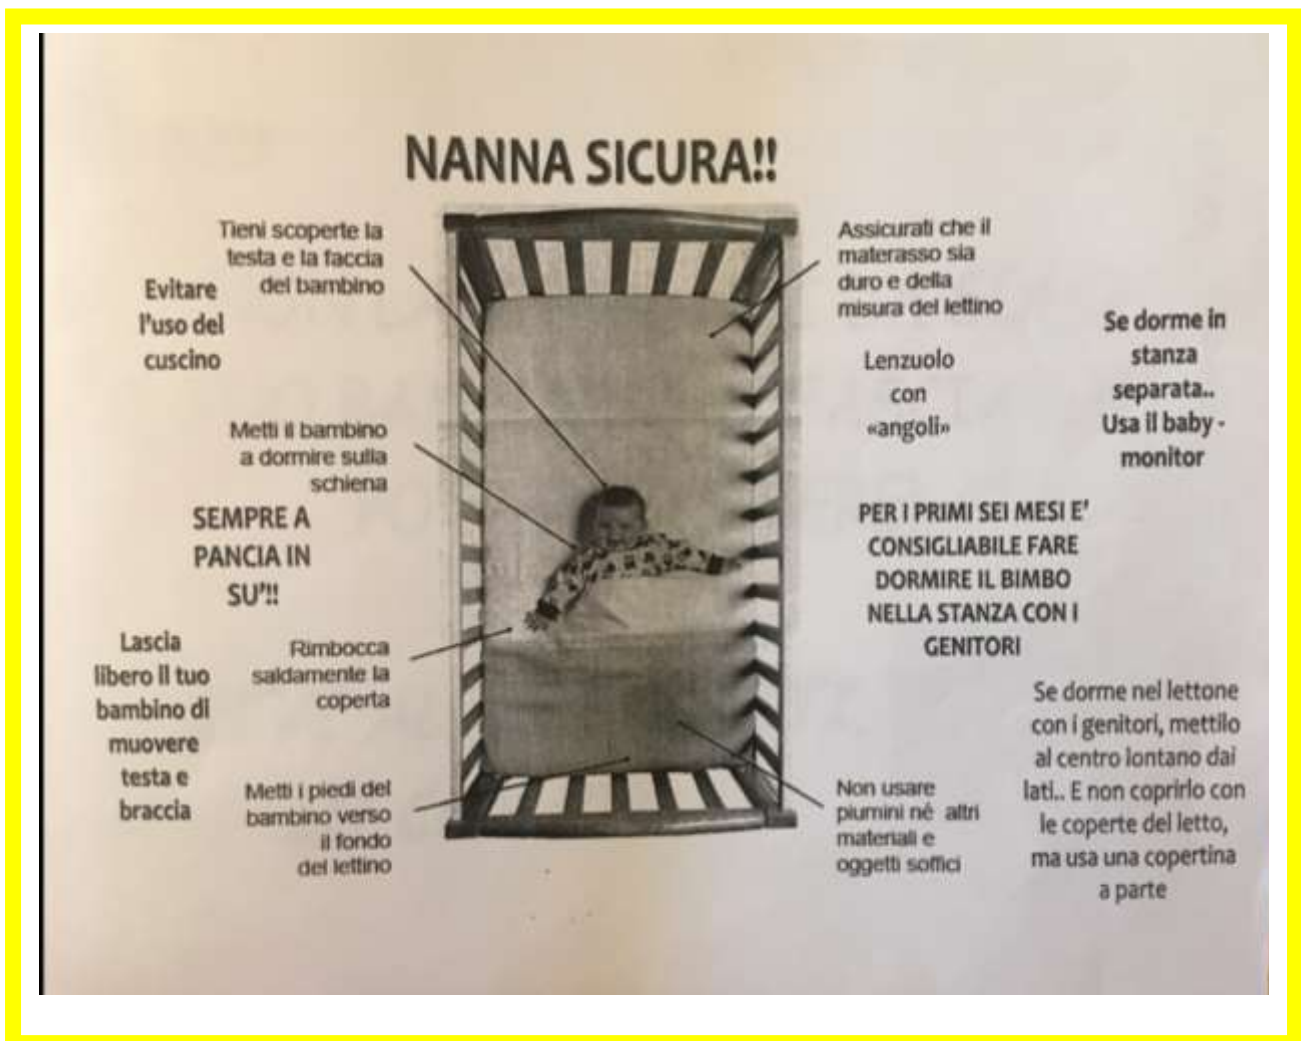 NANNA SICURA!!
Tieni scoperte la
testa e la faccia
del bambino
Evitare
l'uso del
cuscino
Metti il bambino
a dormire sulla
schiena
SEMPRE A
PANCIA IN
SU'!!
Lascia
libero il tuo
bambino di
muovere
testa e
braccia
Rimbocca
saldamente la
coperta
Metti i piedi del
bambino verso
il fondo
del lettino
Assicurati che il
materasso sia
duro e della
misura del lettino
Lenzuolo
con
«angoli»
Se dorme in
stanza
separata..
Usa il baby -
monitor
PER I PRIMI SEI MESI E'
CONSIGLIABILE FARE
DORMIRE IL BIMBO
NELLA STANZA CON I
GENITORI
Non usare
piumini né altri
materiali e
oggetti soffici
Se dorme nel lettone
con i genitori, mettilo
al centro lontano dai
lati.. E non coprirlo con
le coperte del letto,
ma usa una copertina
a parte